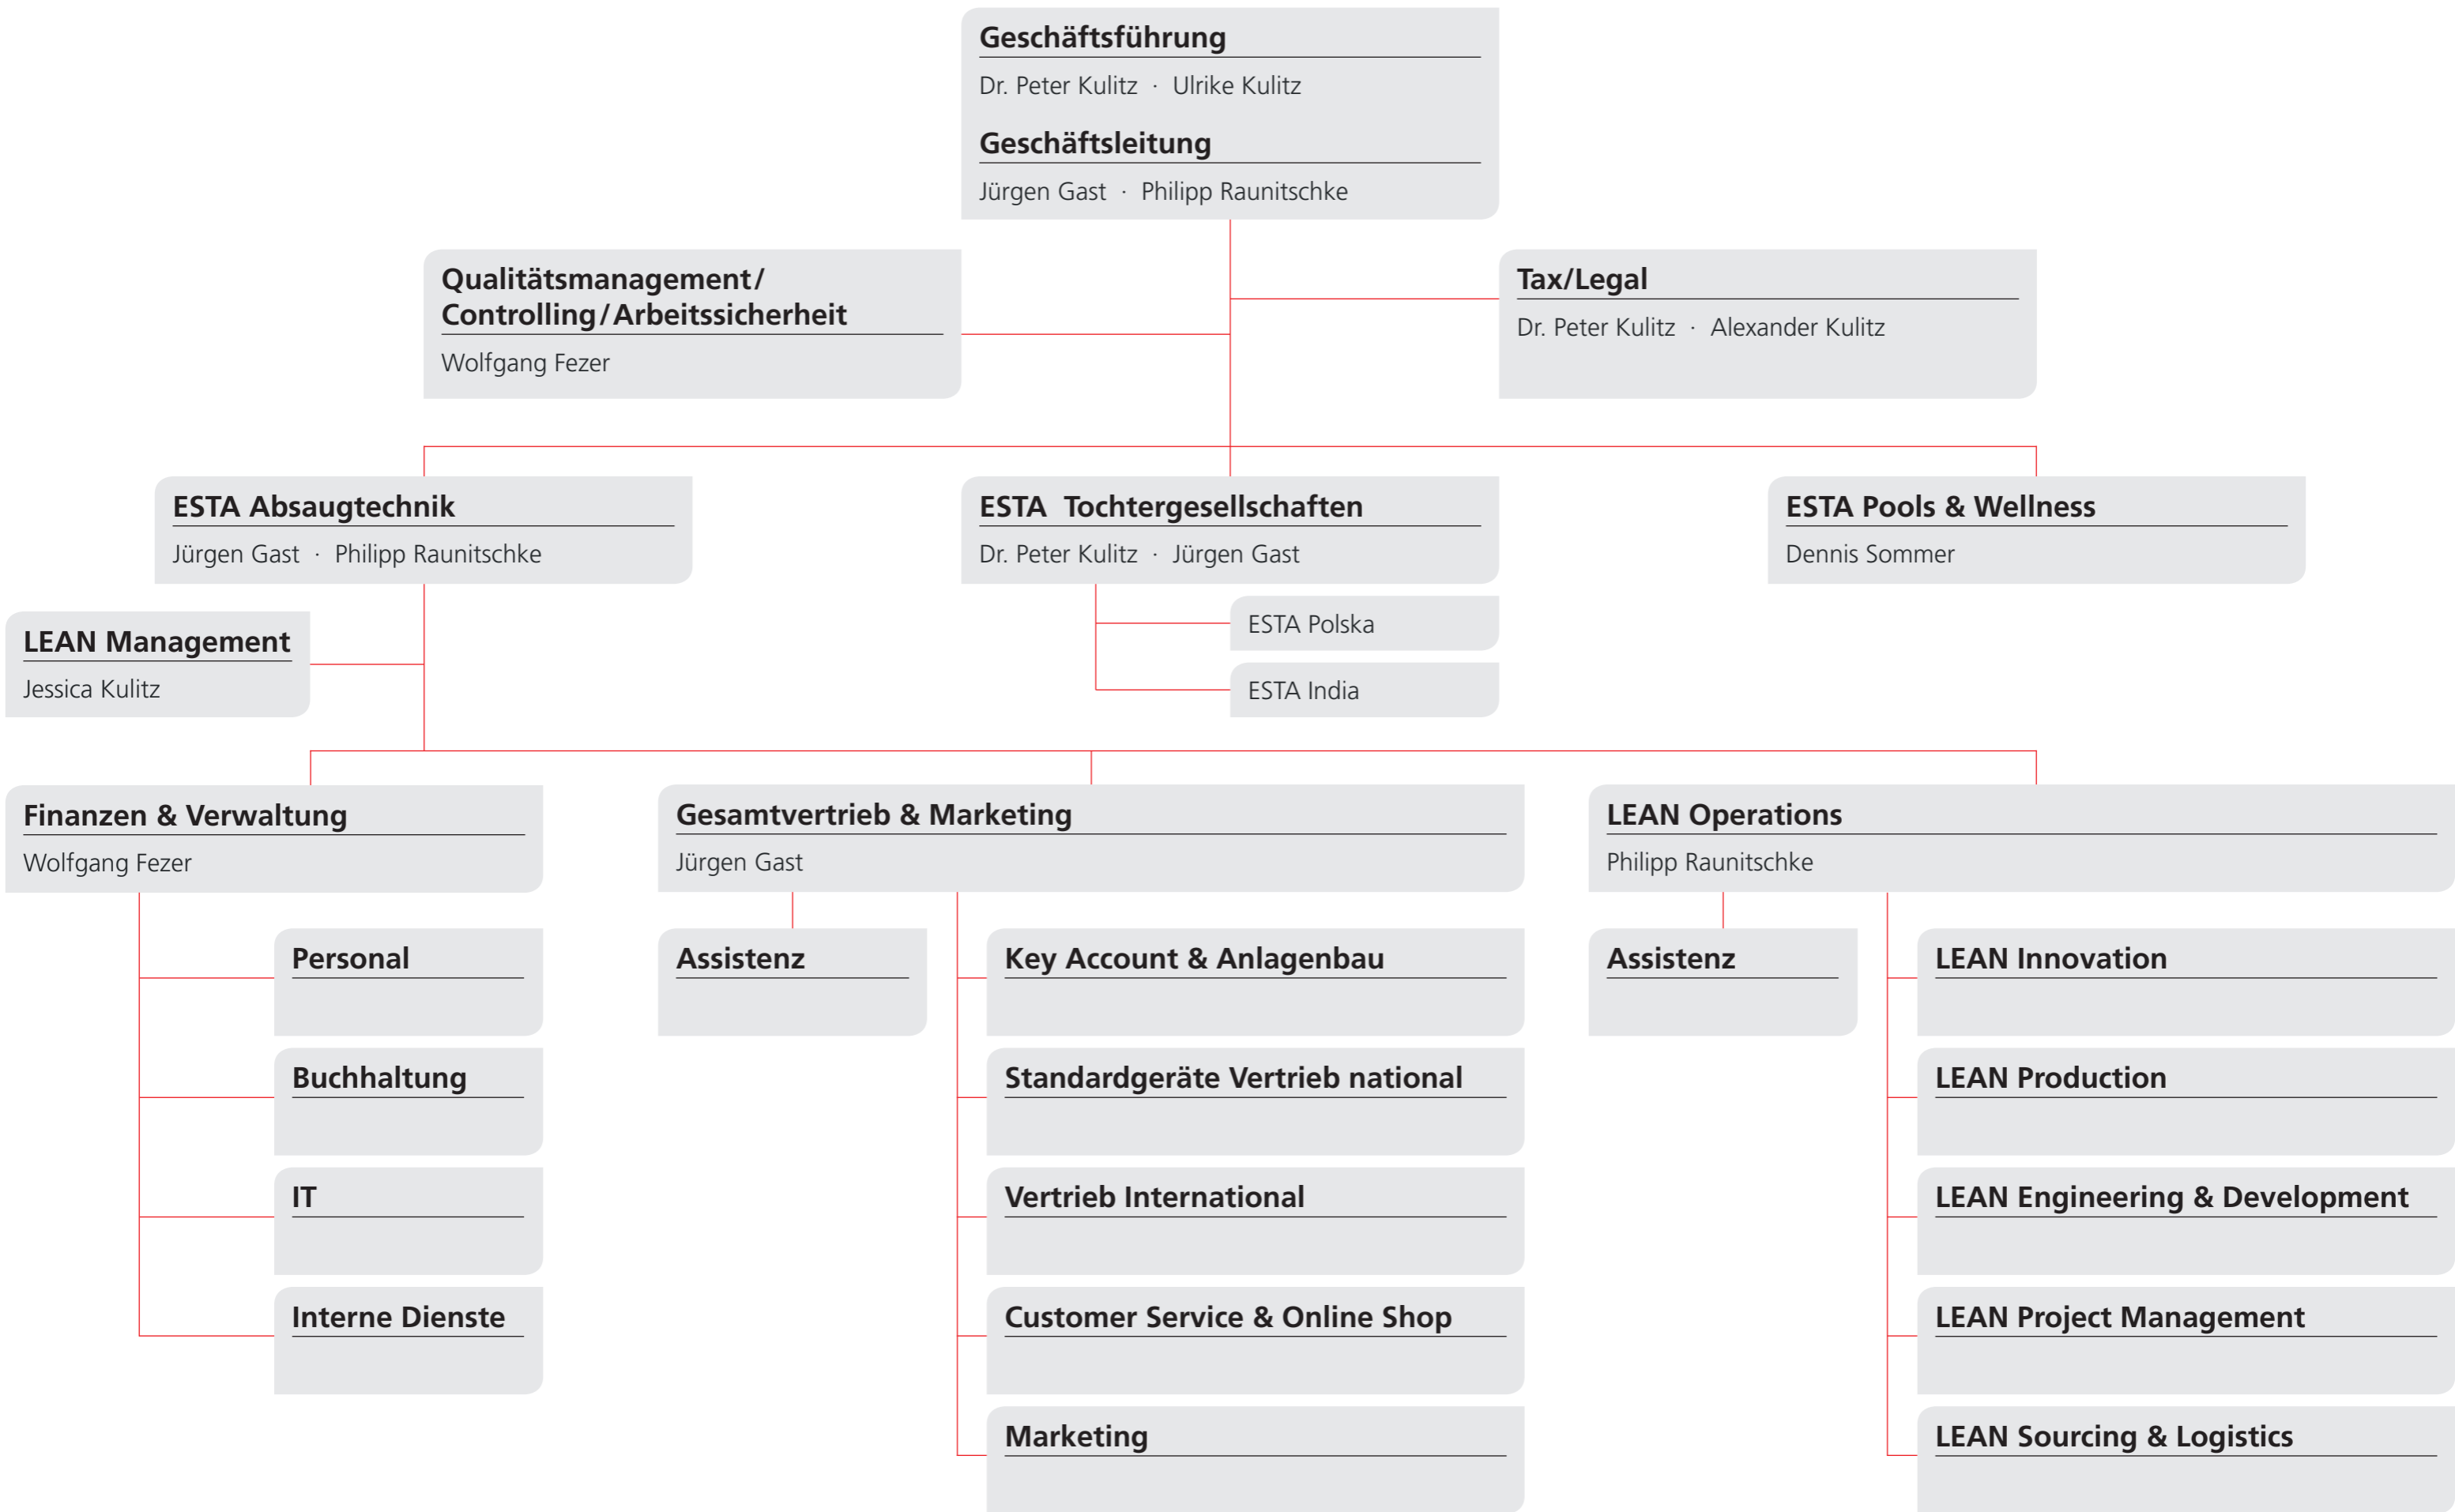 Geschäftsführung
Dr. Peter Kulitz · Ulrike Kulitz
Geschäftsleitung
Jürgen Gast · Philipp Raunitschke
Qualitätsmanagement/
Controlling/Arbeitssicherheit
Wolfgang Fezer
Tax/Legal
Dr. Peter Kulitz · Alexander Kulitz
ESTA Absaugtechnik
Jürgen Gast · Philipp Raunitschke
ESTA Tochtergesellschaften
Dr. Peter Kulitz · Jürgen Gast
ESTA Polska
ESTA India
ESTA Pools & Wellness
Dennis Sommer
LEAN Management
Jessica Kulitz
Finanzen & Verwaltung
Wolfgang Fezer
Personal
Buchhaltung
IT
Interne Dienste
Gesamtvertrieb & Marketing
Jürgen Gast
Assistenz
Key Account & Anlagenbau
Standardgeräte Vertrieb national
Vertrieb International
Customer Service & Online Shop
Marketing
LEAN Operations
Philipp Raunitschke
Assistenz
LEAN Innovation
LEAN Production
LEAN Engineering & Development
LEAN Project Management
LEAN Sourcing & Logistics